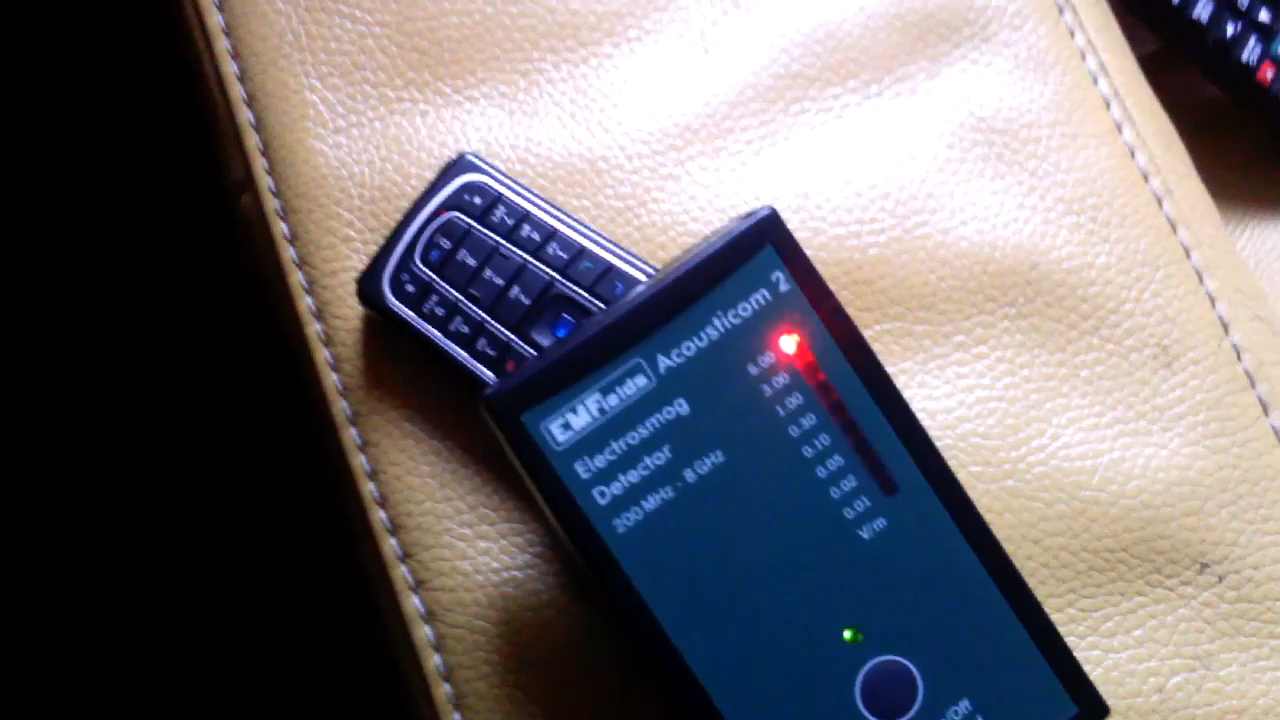 EMFields Acousticom 2
Electrosmog
Detector
200 MHz - 8 GHz
6.00
3.00
1.00
0.30
0.10
0.05
0.02
0.01
V/m
/Off